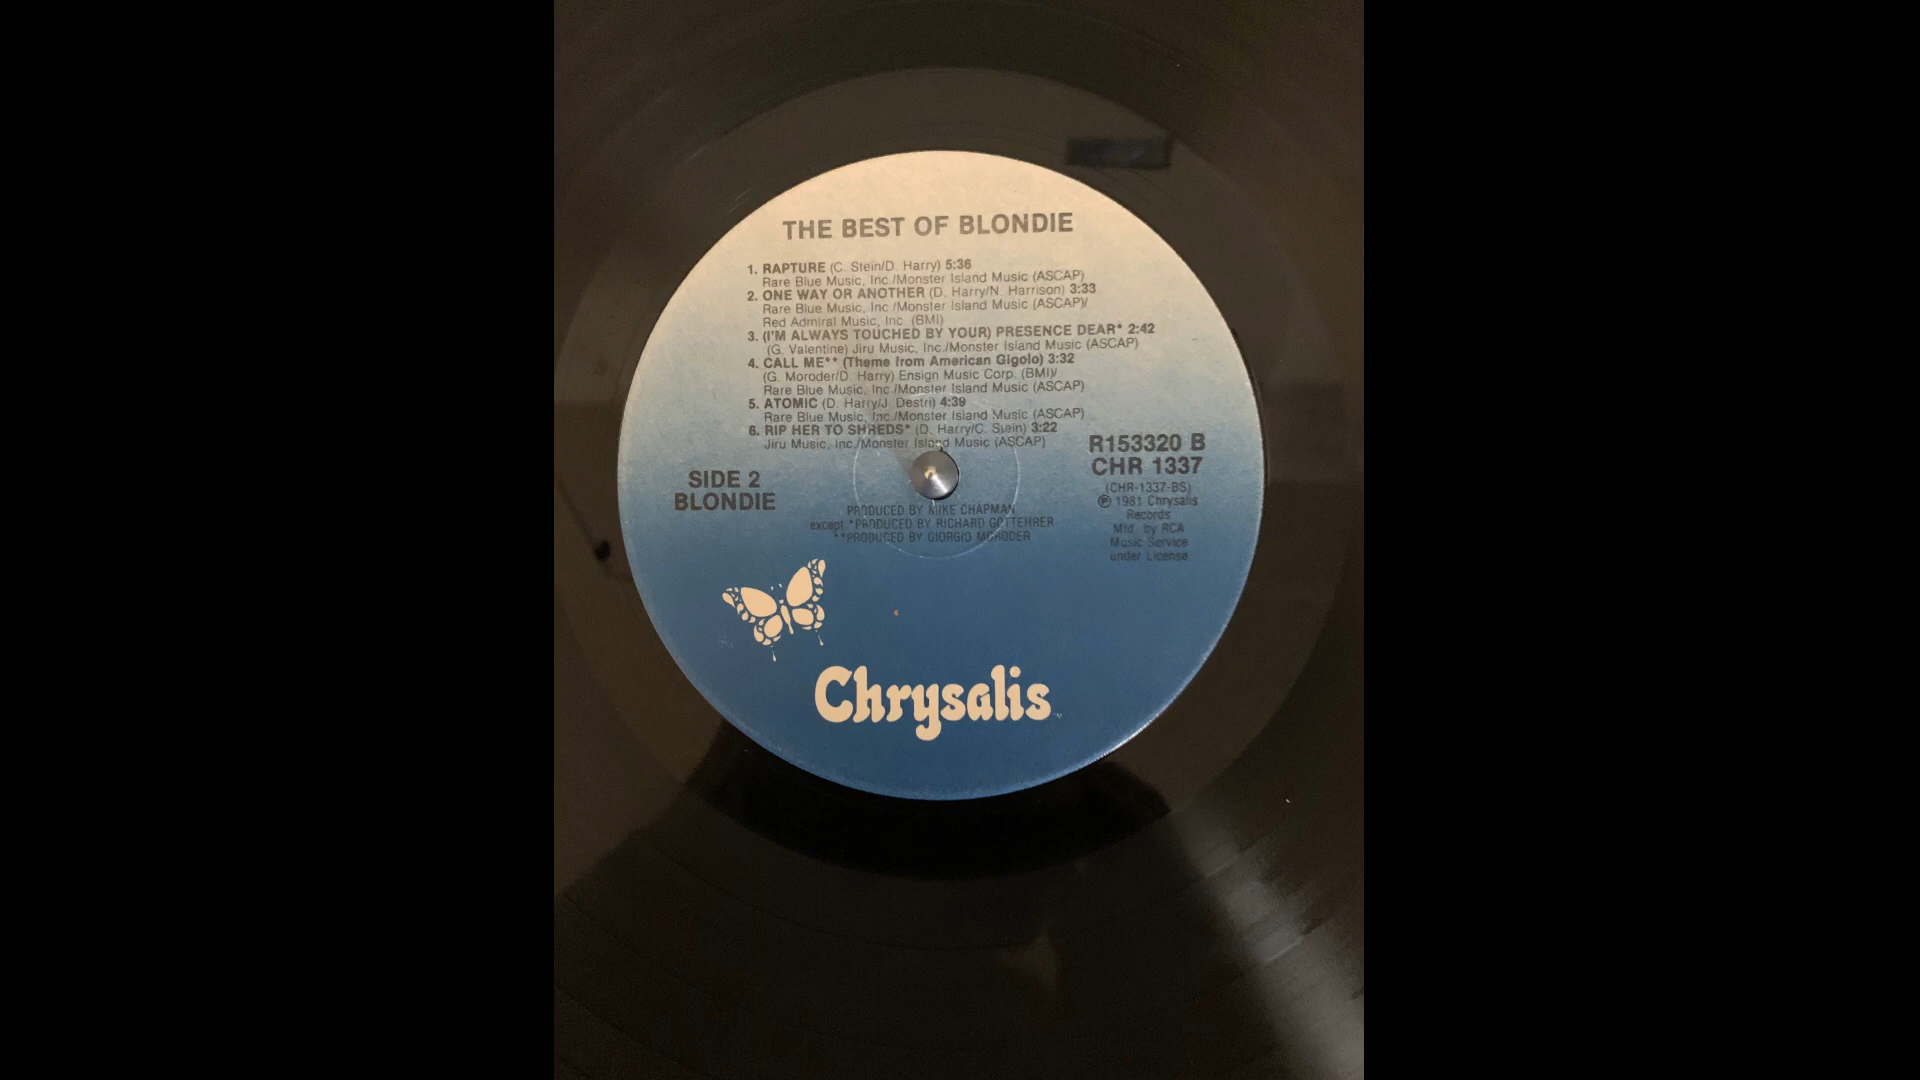 THE BEST OF BLONDIE
1. RAPTURE (C. Stein/D. Harry) 5:36
Rare Blue Music, Inc./Monster Island Music (ASCAP)
2. ONE WAY OR ANOTHER (D. Harry/N. Harrison) 3:33
Rare Blue Music, Inc./Monster Island Music (ASCAP)/
Red Admiral Music, Inc. (BMI)
3. (I'M ALWAYS TOUCHED BY YOUR) PRESENCE DEAR* 2:42
(G. Valentine) Jiru Music, Inc./Monster Island Music (ASCAP)
4. CALL ME** (Theme from American Gigolo) 3:32
(G. Moroder/D. Harry) Ensign Music Corp. (BMI)/
Rare Blue Music, Inc./Monster Island Music (ASCAP)
5. ATOMIC (D. Harry/J. Destri) 4:39
Rare Blue Music, Inc./Monster Island Music (ASCAP)
6. RIP HER TO SHREDS* (D. Harry/C. Stein) 3:22
Jiru Music, Inc./Monster Island Music (ASCAP)
SIDE 2
BLONDIE
R153320 B
CHR 1337
(CHR-1337-BS)
Ⓟ 1981 Chrysalis
Records
Mfd. by RCA
Music Service
under License
PRODUCED BY MIKE CHAPMAN
except *PRODUCED BY RICHARD GOTTEHRER
**PRODUCED BY GIORGIO MORODER
Chrysalis